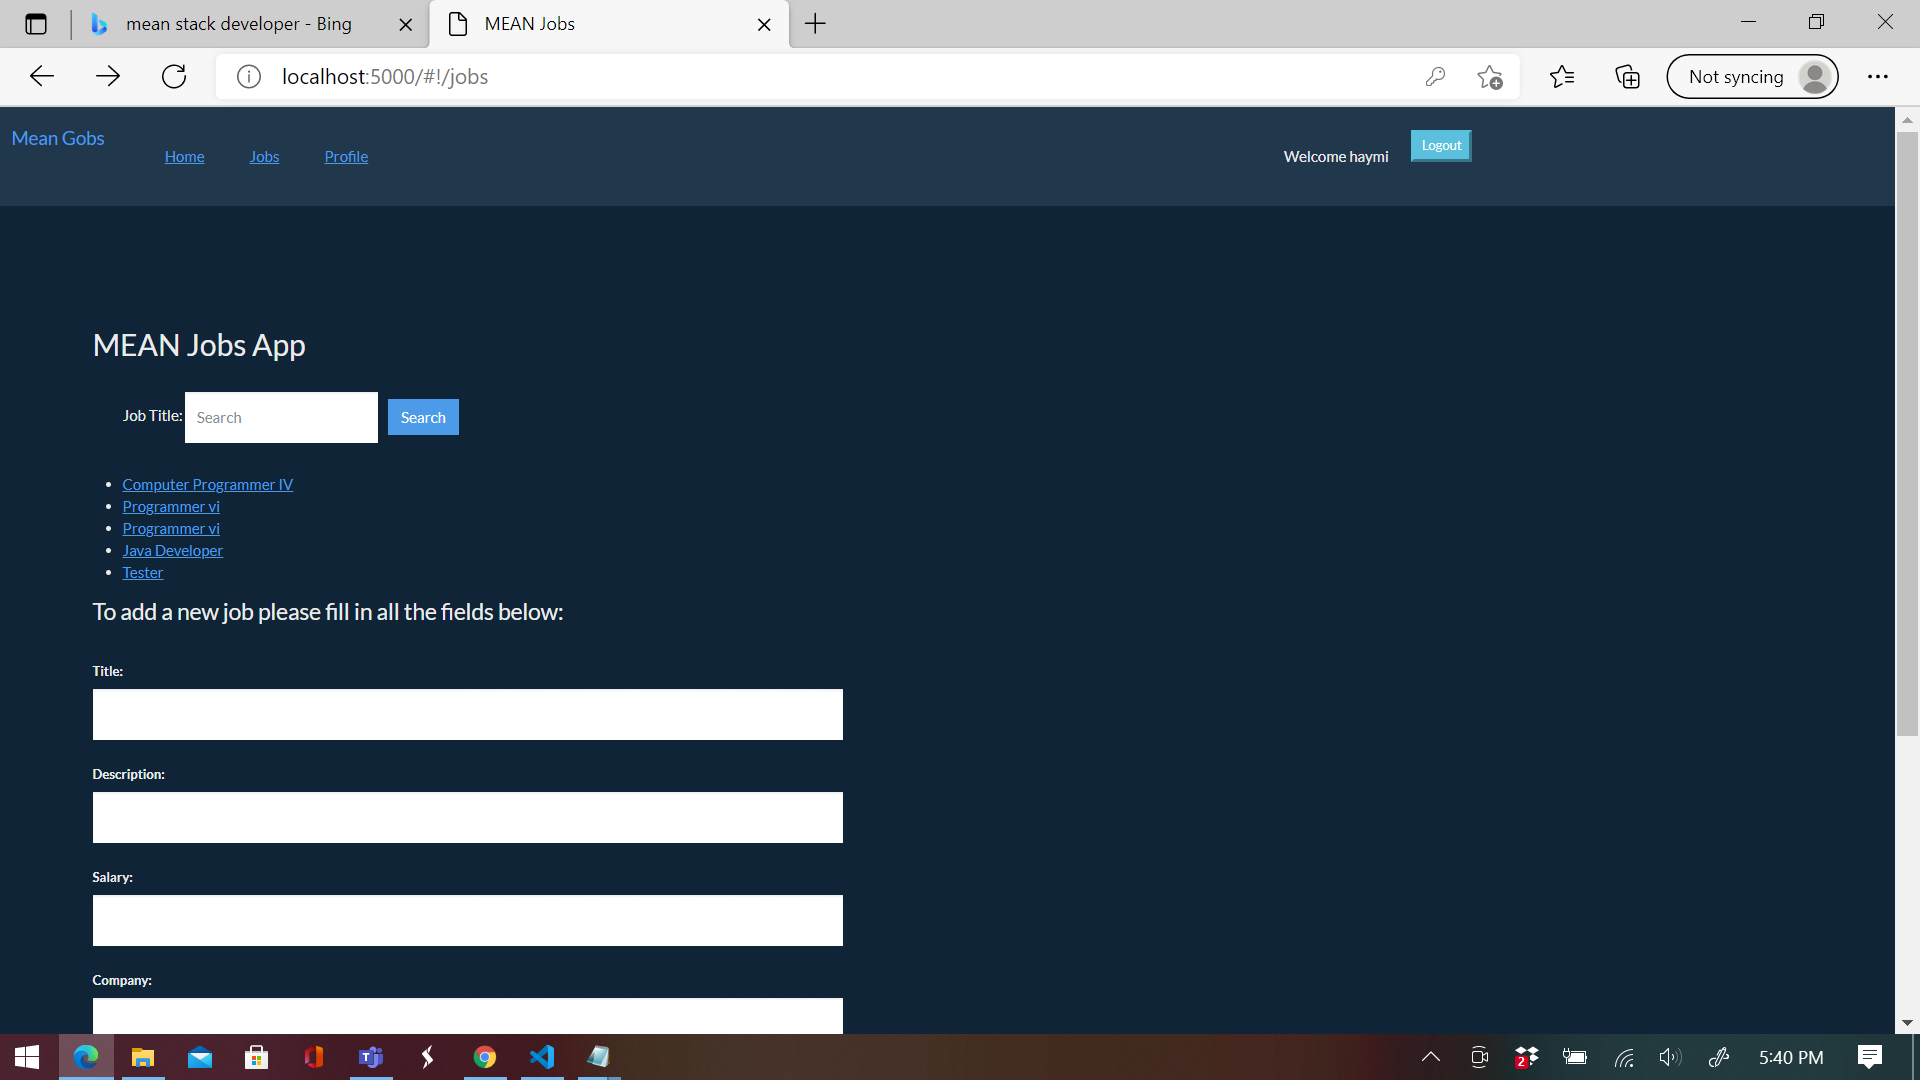 mean stack developer - Bing
MEAN Jobs
localhost:5000/#!/jobs
Not syncing
Mean Gobs
Home
Jobs
Profile
Welcome haymi
Logout
MEAN Jobs App
Job Title:
Search
Search
Computer Programmer IV
Programmer vi
Programmer vi
Java Developer
Tester
To add a new job please fill in all the fields below:
Title:
Description:
Salary:
Company:
2
5:40 PM